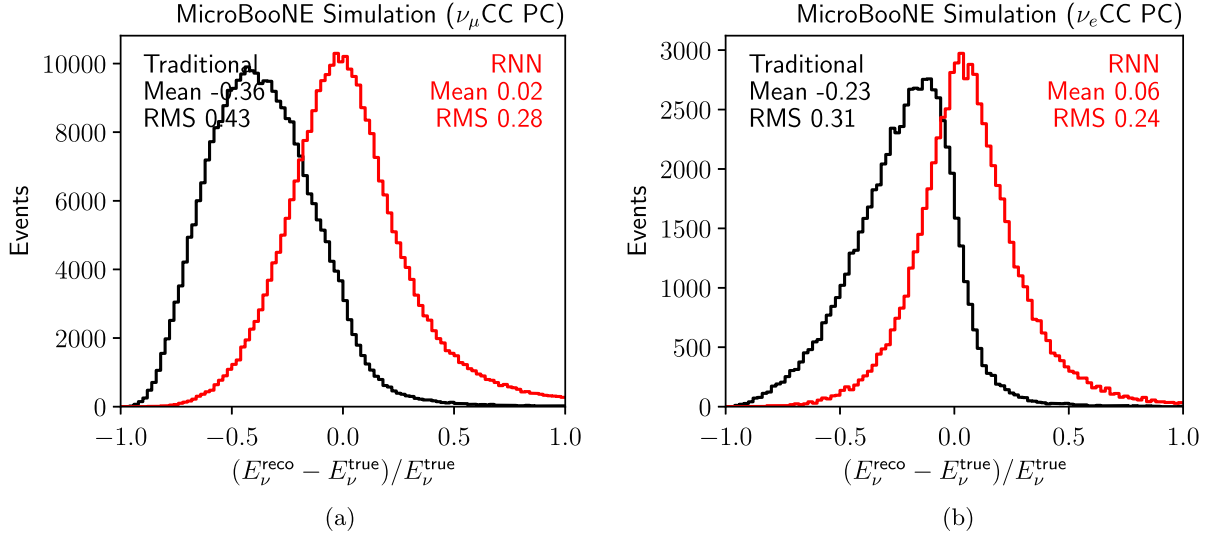 MicroBooNE Simulation (ν_μCC PC)
Traditional
Mean -0.36
RMS 0.43
RNN
Mean 0.02
RMS 0.28
Events
10000
8000
6000
4000
2000
0
−1.0 −0.5 0.0 0.5 1.0
(E_ν^reco − E_ν^true)/E_ν^true
(a)
MicroBooNE Simulation (ν_eCC PC)
Traditional
Mean -0.23
RMS 0.31
RNN
Mean 0.06
RMS 0.24
Events
3000
2500
2000
1500
1000
500
0
−1.0 −0.5 0.0 0.5 1.0
(E_ν^reco − E_ν^true)/E_ν^true
(b)